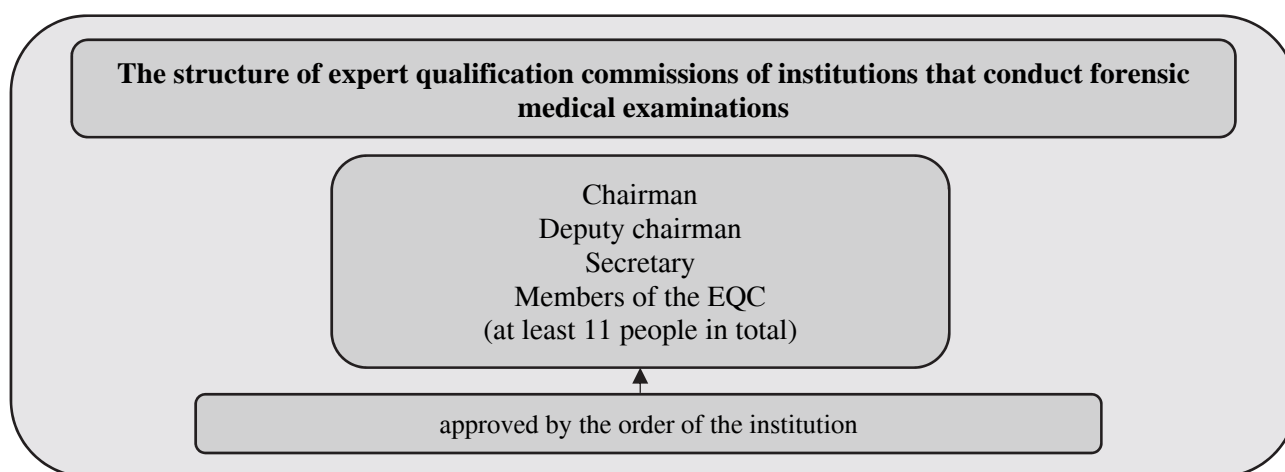 The structure of expert qualification commissions of institutions that conduct forensic
medical examinations
Chairman
Deputy chairman
Secretary
Members of the EQC
(at least 11 people in total)
approved by the order of the institution